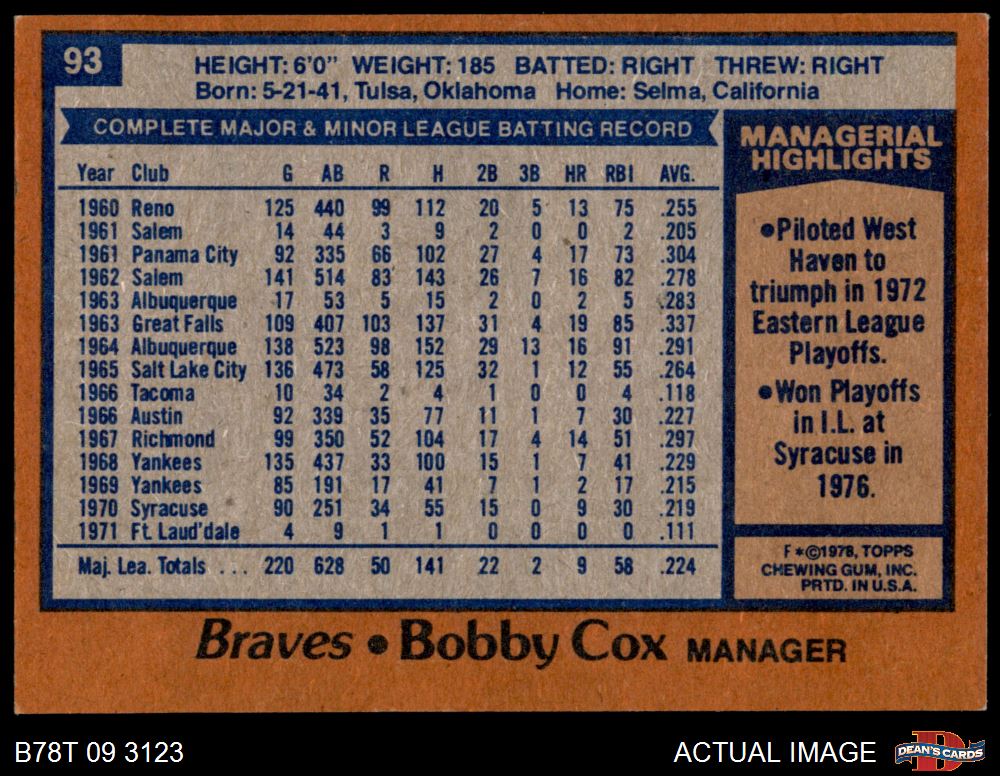 93
HEIGHT: 6'0" WEIGHT: 185 BATTED: RIGHT THREW: RIGHT
Born: 5-21-41, Tulsa, Oklahoma Home: Selma, California
COMPLETE MAJOR & MINOR LEAGUE BATTING RECORD
Year Club G AB R H 2B 3B HR RBI AVG.
1960 Reno 125 440 99 112 20 5 13 75 .255
1961 Salem 14 44 3 9 2 0 0 2 .205
1961 Panama City 92 335 66 102 27 4 17 73 .304
1962 Salem 141 514 83 143 26 7 16 82 .278
1963 Albuquerque 17 53 5 15 2 0 2 5 .283
1963 Great Falls 109 407 103 137 31 4 19 85 .337
1964 Albuquerque 138 523 98 152 29 13 16 91 .291
1965 Salt Lake City 136 473 58 125 32 1 12 55 .264
1966 Tacoma 10 34 2 4 1 0 0 4 .118
1966 Austin 92 339 35 77 11 1 7 30 .227
1967 Richmond 99 350 52 104 17 4 14 51 .297
1968 Yankees 135 437 33 100 15 1 7 41 .229
1969 Yankees 85 191 17 41 7 1 2 17 .215
1970 Syracuse 90 251 34 55 15 0 9 30 .219
1971 Ft. Laud'dale 4 9 1 1 0 0 0 0 .111
Maj. Lea. Totals ... 220 628 50 141 22 2 9 58 .224
MANAGERIAL
HIGHLIGHTS
•Piloted West
Haven to
triumph in 1972
Eastern League
Playoffs.
•Won Playoffs
in I.L. at
Syracuse in
1976.
F*©1978, TOPPS
CHEWING GUM, INC.
PRTD. IN U.S.A.
Braves • Bobby Cox MANAGER
B78T 09 3123 ACTUAL IMAGE
D
DEAN'S CARDS